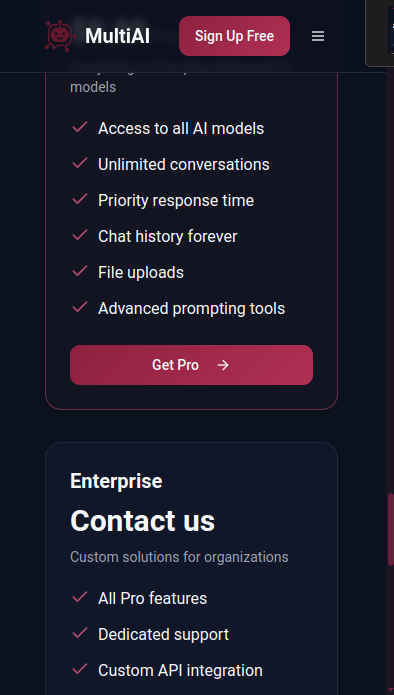 MultiAI
Sign Up Free
models
Access to all AI models
Unlimited conversations
Priority response time
Chat history forever
File uploads
Advanced prompting tools
Get Pro
Enterprise
Contact us
Custom solutions for organizations
All Pro features
Dedicated support
Custom API integration